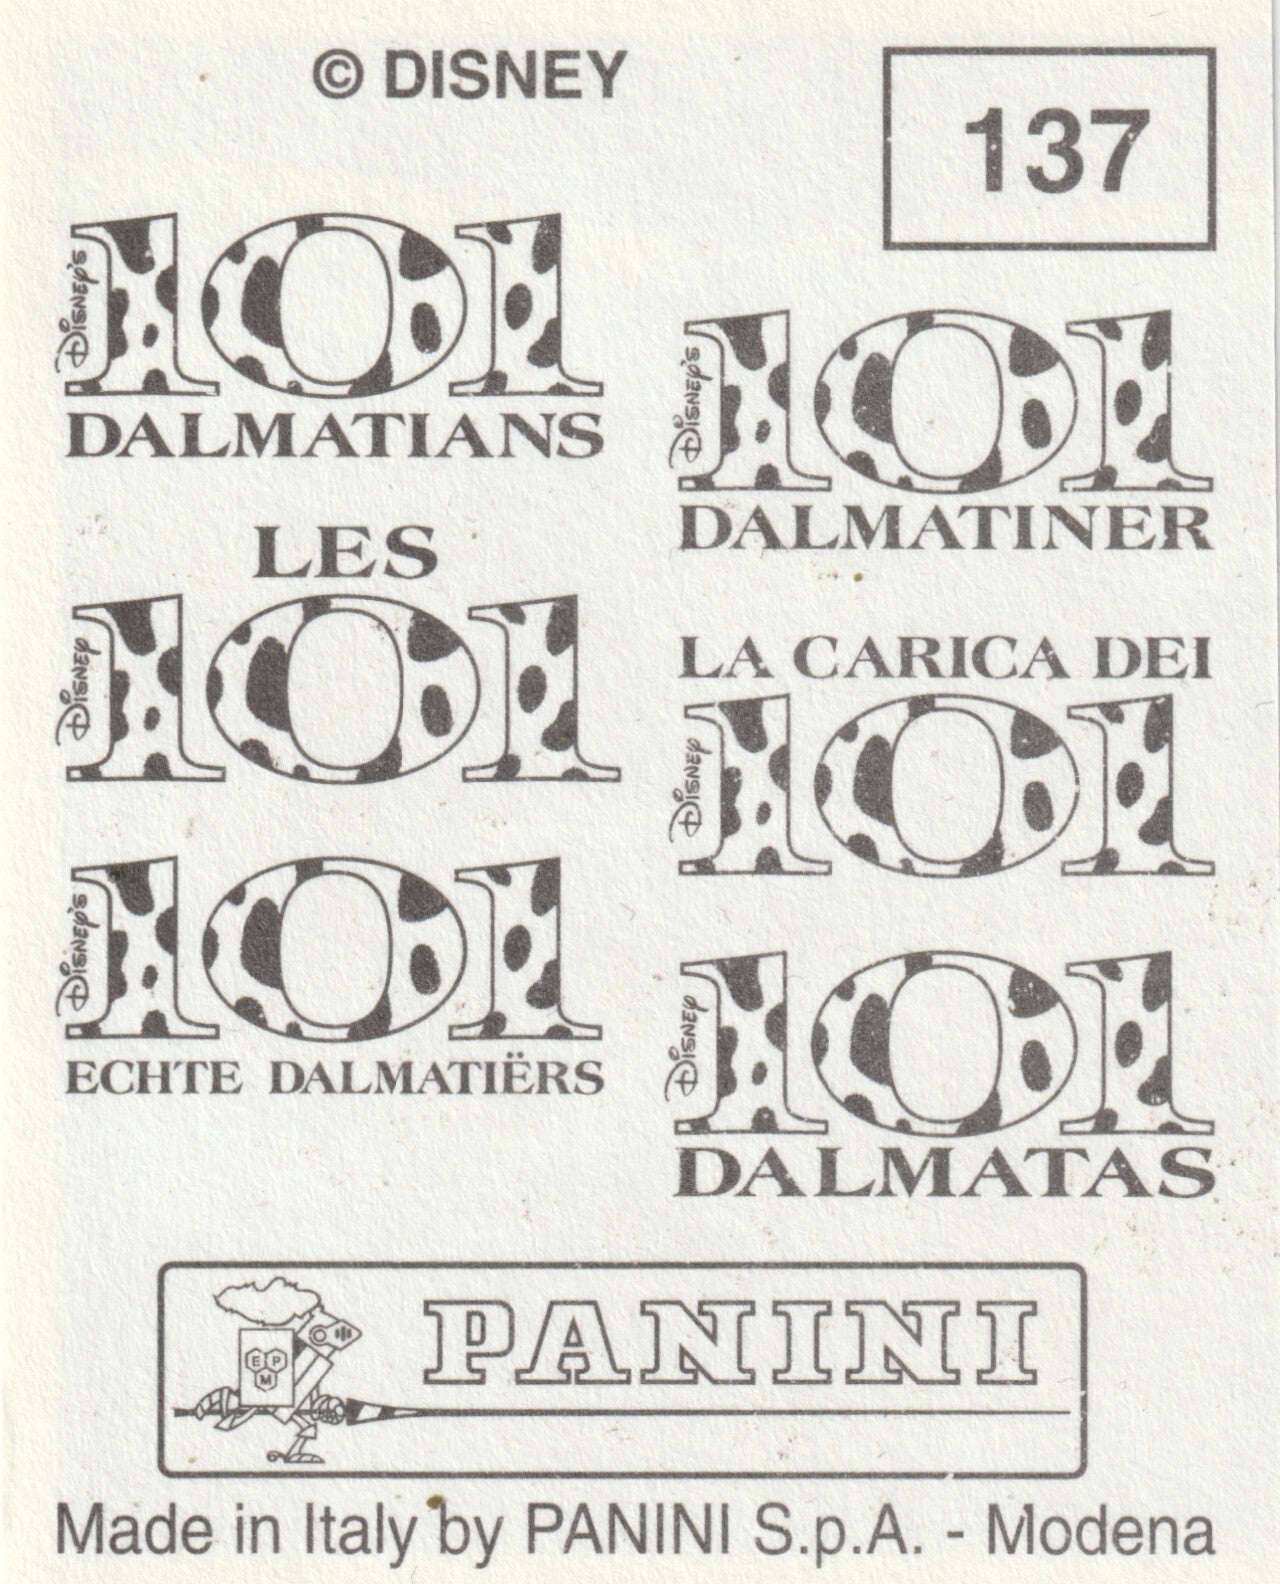 © DISNEY
137
DISNEY'S
101
DALMATIANS
DISNEY'S
101
DALMATINER
LES
DISNEY
101
LA CARICA DEI
DISNEY
101
DISNEY'S
101
ECHTE DALMATIËRS
DISNEY
101
DALMATAS
E P
M
PANINI
Made in Italy by PANINI S.p.A. - Modena